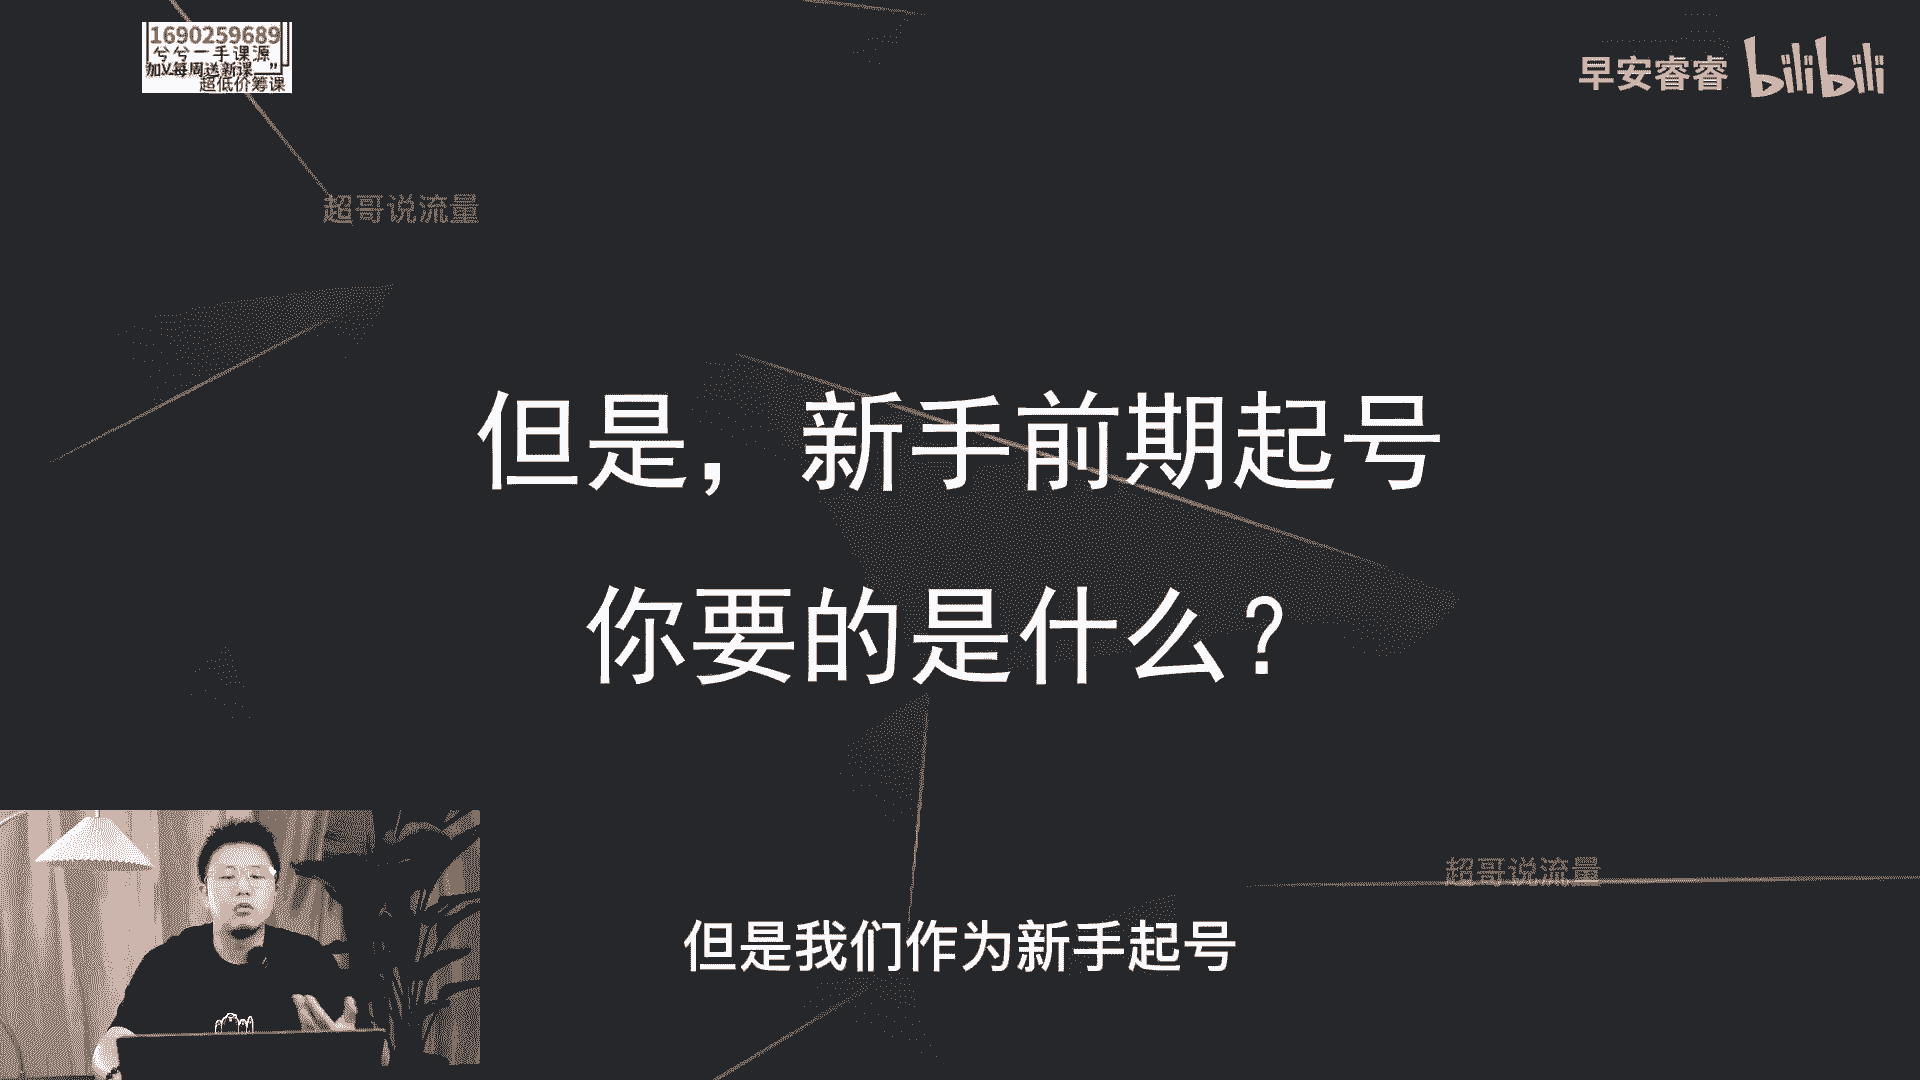 1690259689
兮兮一手课源
加V每周送新课
超低价筹课
早安睿睿 bilibili
超哥说流量
但是，新手前期起号
你要的是什么？
超哥说流量
但是我们作为新手起号